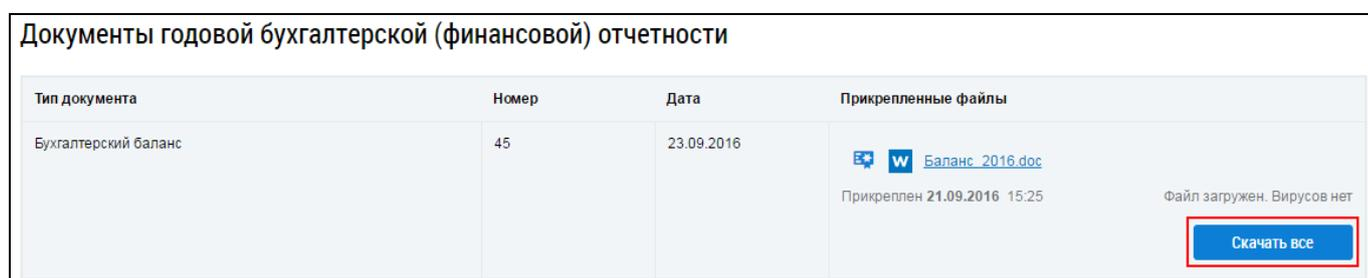 Документы годовой бухгалтерской (финансовой) отчетности
Тип документа Номер Дата Прикрепленные файлы
Бухгалтерский баланс 45 23.09.2016
W Баланс_2016.doc
Прикреплен 21.09.2016 15:25 Файл загружен. Вирусов нет
Скачать все